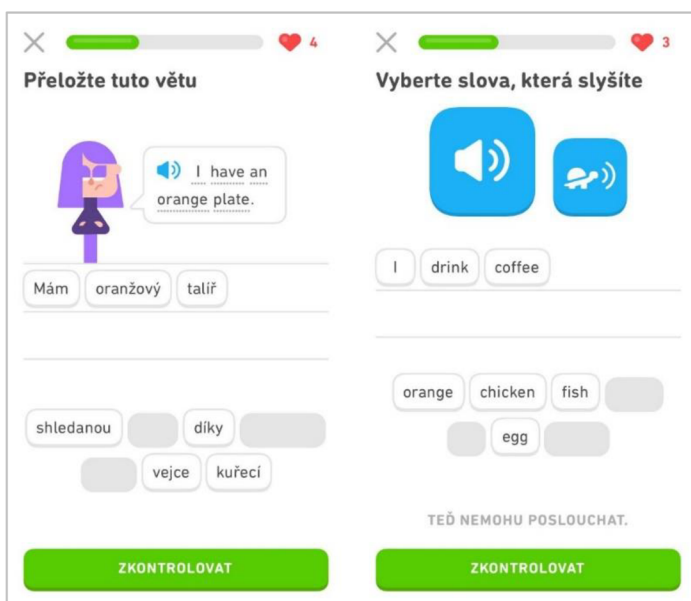 4
Přeložte tuto větu
I have an
orange plate.
Mám oranžový talíř
shledanou díky
vejce kuřecí
ZKONTROLOVAT
3
Vyberte slova, která slyšíte
I drink coffee
orange chicken fish
egg
TEĎ NEMOHU POSLOUCHAT.
ZKONTROLOVAT